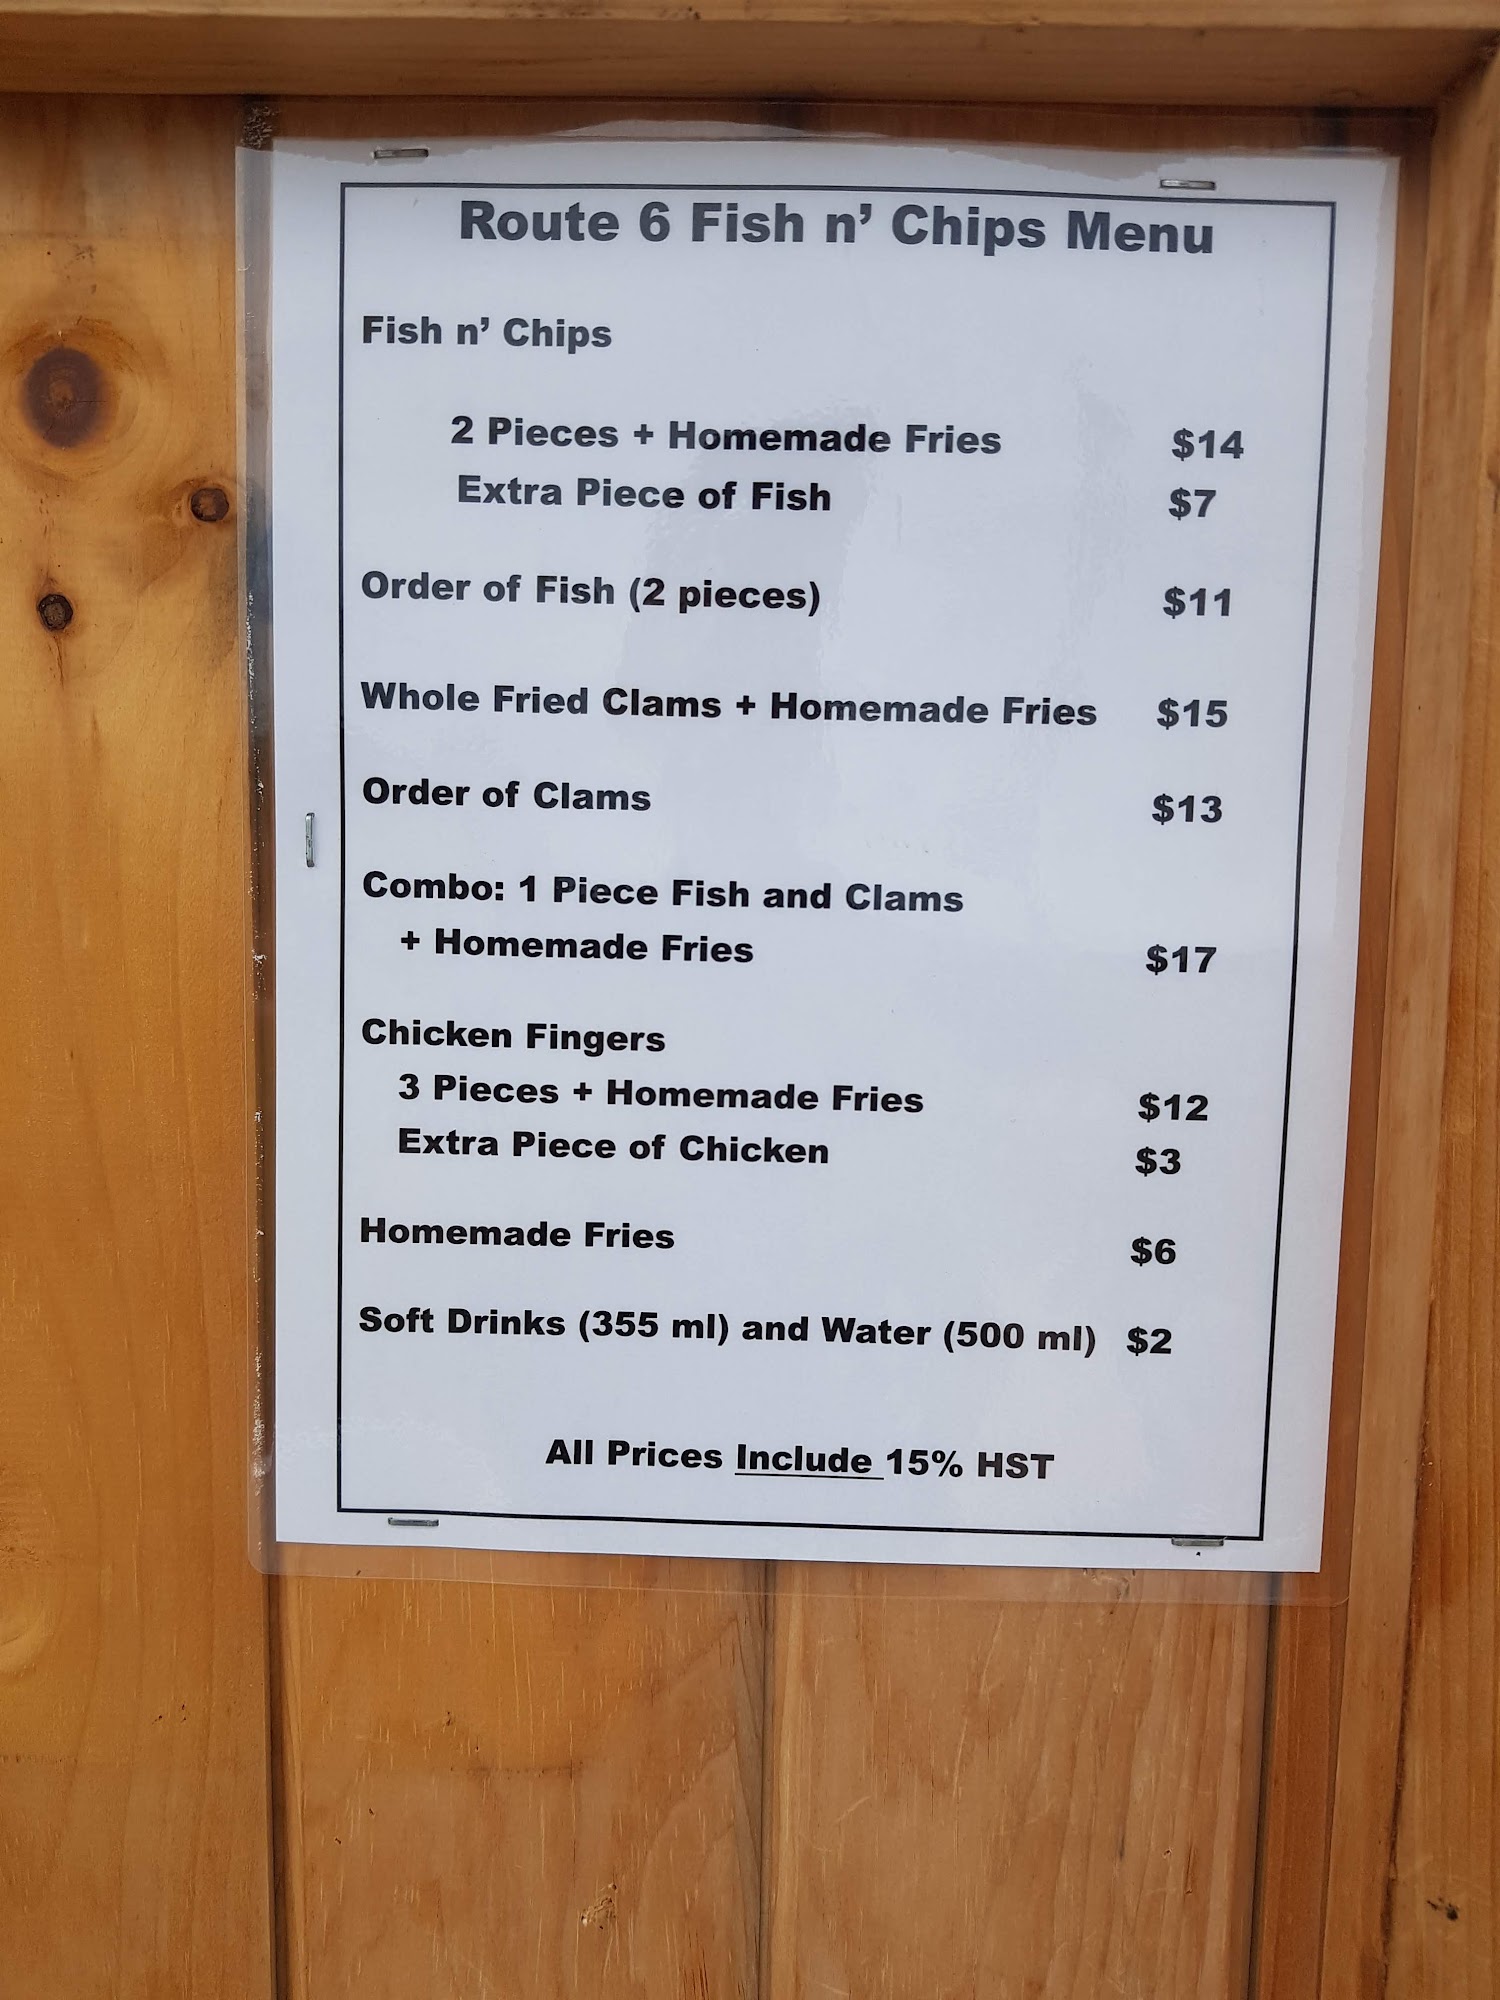 Route 6 Fish n’ Chips Menu
Fish n’ Chips
2 Pieces + Homemade Fries $14
Extra Piece of Fish $7
Order of Fish (2 pieces) $11
Whole Fried Clams + Homemade Fries $15
Order of Clams $13
Combo: 1 Piece Fish and Clams
+ Homemade Fries $17
Chicken Fingers
3 Pieces + Homemade Fries $12
Extra Piece of Chicken $3
Homemade Fries $6
Soft Drinks (355 ml) and Water (500 ml) $2
All Prices Include 15% HST